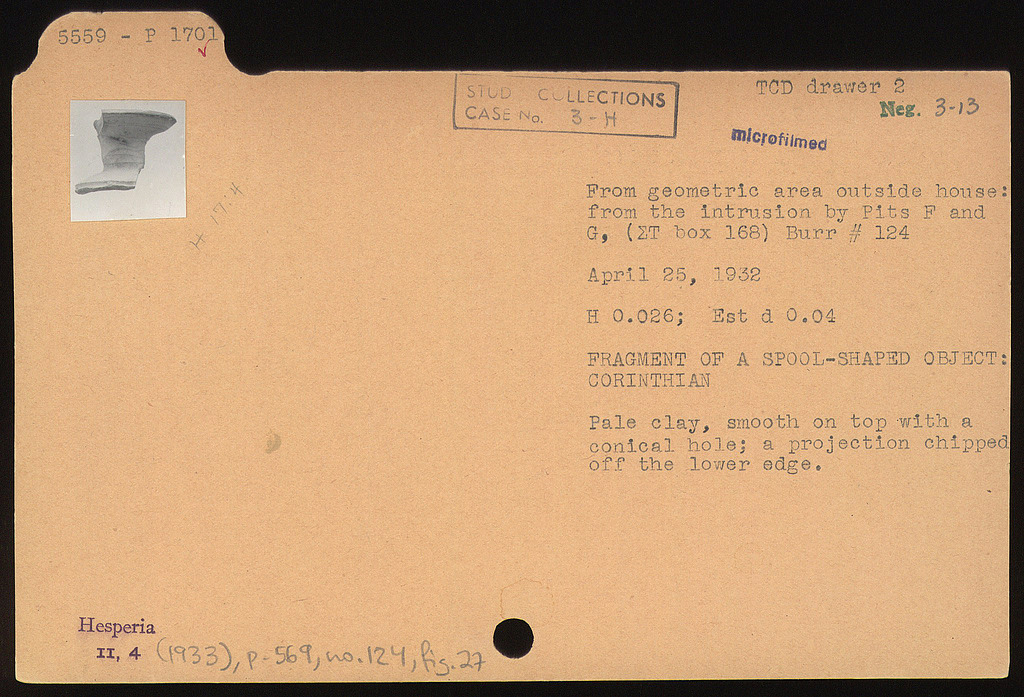 5559 - P 1701
STUD COLLECTIONS
CASE No. 3-H
TCD drawer 2
Neg. 3-13
microfilmed
H 17:4
From geometric area outside house:
from the intrusion by Pits F and
G, (ΣT box 168) Burr # 124
April 25, 1932
H 0.026; Est d 0.04
FRAGMENT OF A SPOOL-SHAPED OBJECT:
CORINTHIAN
Pale clay, smooth on top with a
conical hole; a projection chipped
off the lower edge.
Hesperia
II, 4 (1933), p. 569, no. 124, fig. 27